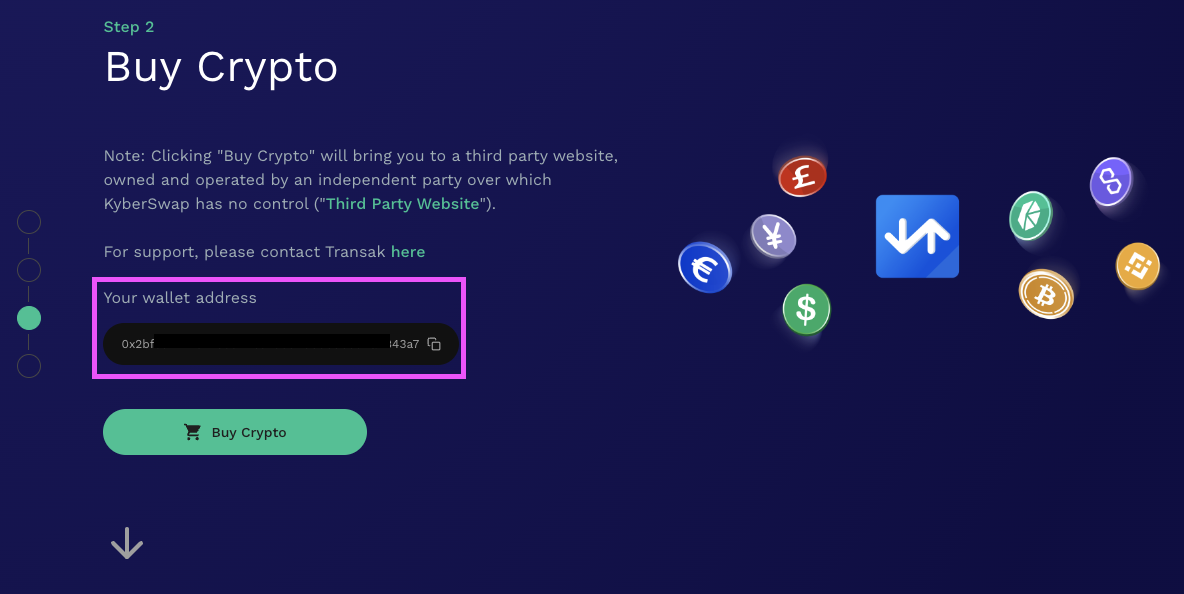 Step 2
Buy Crypto
Note: Clicking "Buy Crypto" will bring you to a third party website,
owned and operated by an independent party over which
KyberSwap has no control ("Third Party Website").
For support, please contact Transak here
Your wallet address
0x2bf 343a7
Buy Crypto